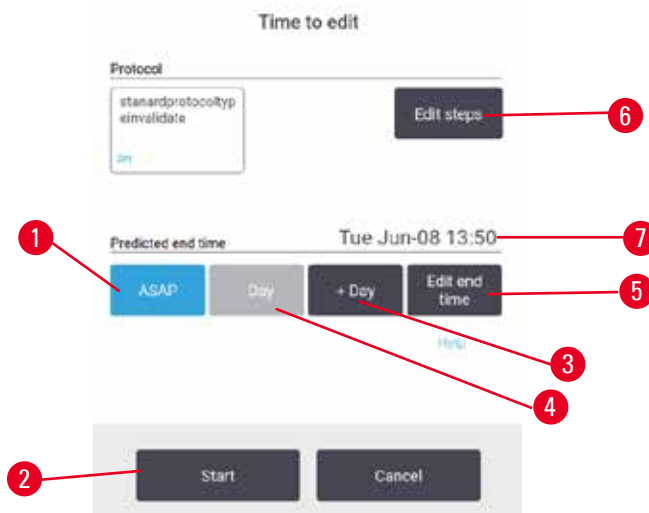 Time to edit
Protocol
stanardprotocoltyp
einvalidate
Edit steps
6
1
Predicted end time
Tue Jun-08 13:50
7
ASAP
Day
+ Day
Edit end
time
5
Help
3
4
2
Start
Cancel